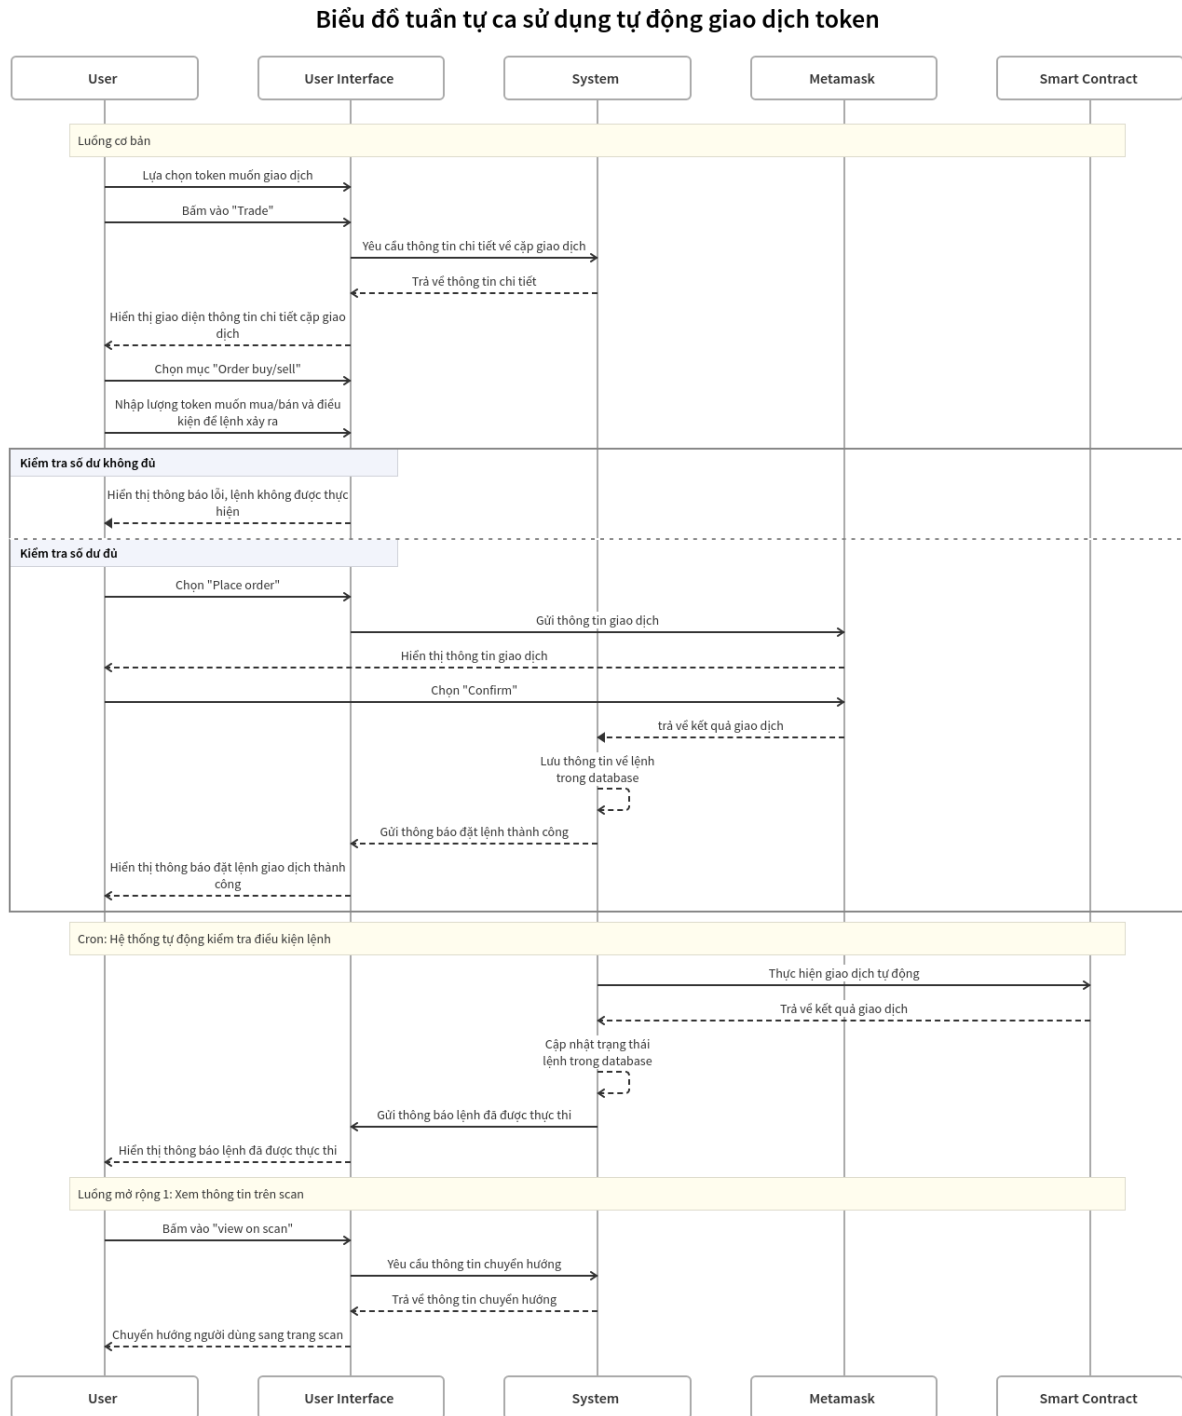 Biểu đồ tuần tự ca sử dụng tự động giao dịch token
User
User Interface
System
Metamask
Smart Contract
Luồng cơ bản
Lựa chọn token muốn giao dịch
Bấm vào "Trade"
Yêu cầu thông tin chi tiết về cặp giao dịch
Trả về thông tin chi tiết
Hiển thị giao diện thông tin chi tiết cặp giao
dịch
Chọn mục "Order buy/sell"
Nhập lượng token muốn mua/bán và điều
kiện để lệnh xảy ra
Kiểm tra số dư không đủ
Hiển thị thông báo lỗi, lệnh không được thực
hiện
Kiểm tra số dư đủ
Chọn "Place order"
Gửi thông tin giao dịch
Hiển thị thông tin giao dịch
Chọn "Confirm"
trả về kết quả giao dịch
Lưu thông tin về lệnh
trong database
Gửi thông báo đặt lệnh thành công
Hiển thị thông báo đặt lệnh giao dịch thành
công
Cron: Hệ thống tự động kiểm tra điều kiện lệnh
Thực hiện giao dịch tự động
Trả về kết quả giao dịch
Cập nhật trạng thái
lệnh trong database
Gửi thông báo lệnh đã được thực thi
Hiển thị thông báo lệnh đã được thực thi
Luồng mở rộng 1: Xem thông tin trên scan
Bấm vào "view on scan"
Yêu cầu thông tin chuyển hướng
Trả về thông tin chuyển hướng
Chuyển hướng người dùng sang trang scan
User
User Interface
System
Metamask
Smart Contract